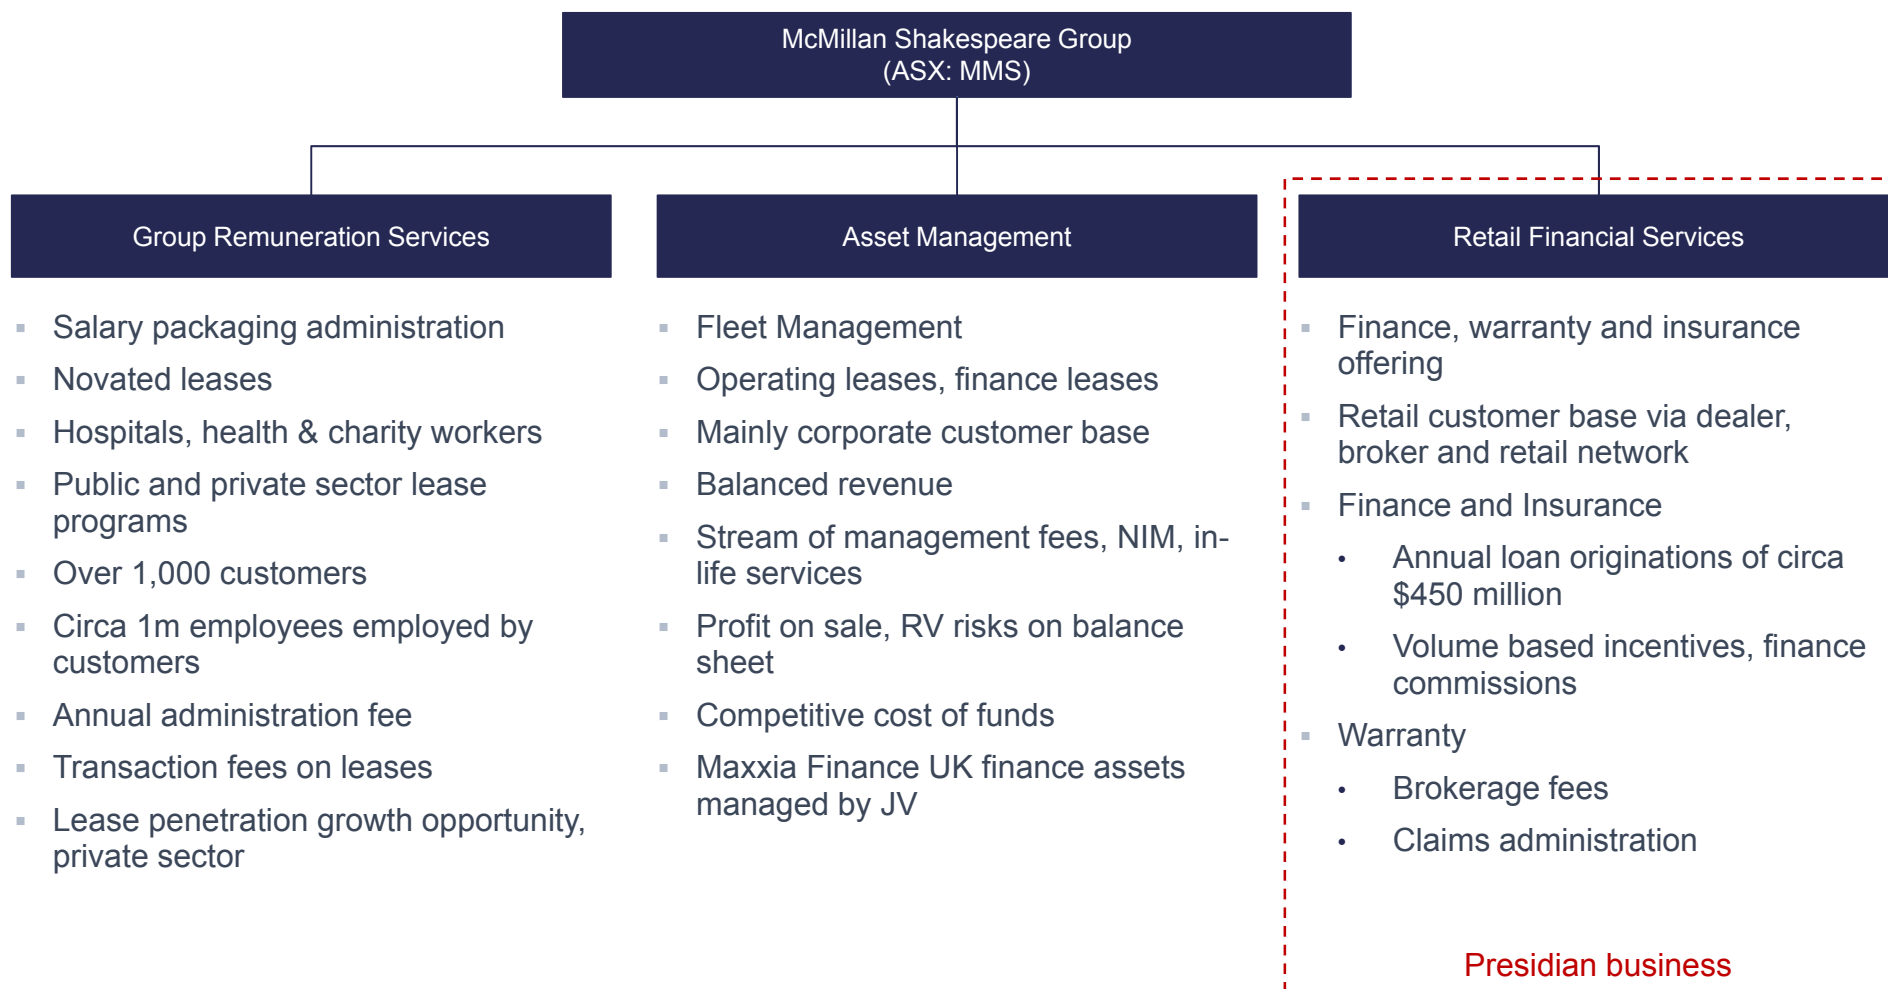 McMillan Shakespeare Group
(ASX: MMS)
Group Remuneration Services
Salary packaging administration
Novated leases
Hospitals, health & charity workers
Public and private sector lease
programs
Over 1,000 customers
Circa 1m employees employed by
customers
Annual administration fee
Transaction fees on leases
Lease penetration growth opportunity,
private sector
Asset Management
Fleet Management
Operating leases, finance leases
Mainly corporate customer base
Balanced revenue
Stream of management fees, NIM, in-
life services
Profit on sale, RV risks on balance
sheet
Competitive cost of funds
Maxxia Finance UK finance assets
managed by JV
Retail Financial Services
Finance, warranty and insurance
offering
Retail customer base via dealer,
broker and retail network
Finance and Insurance
Annual loan originations of circa
$450 million
Volume based incentives, finance
commissions
Warranty
Brokerage fees
Claims administration
Presidian business